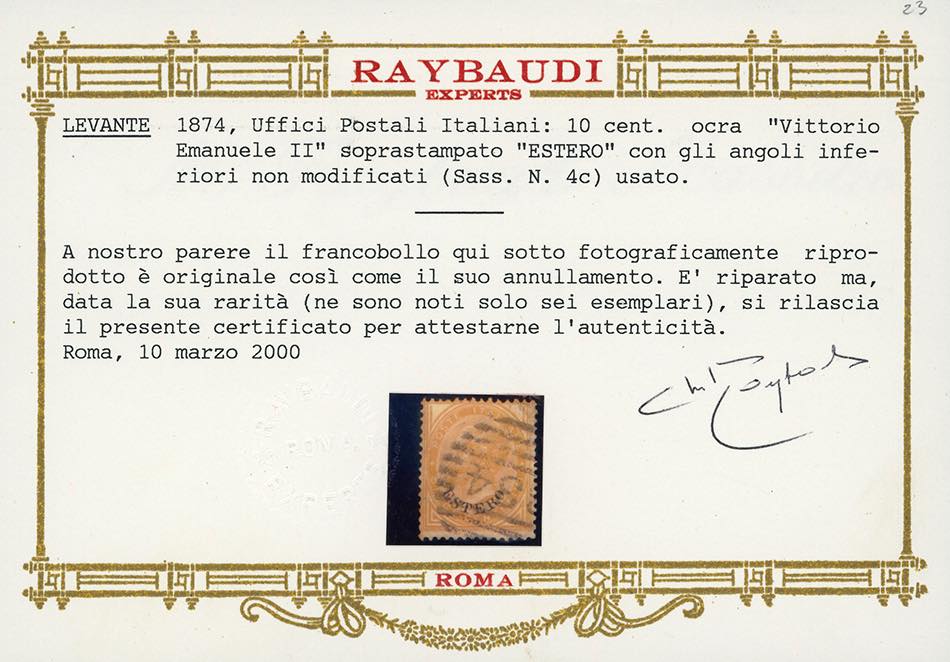 23
RAYBAUDI
EXPERTS
LEVANTE 1874, Uffici Postali Italiani: 10 cent. ocra "Vittorio
Emanuele II" soprastampato "ESTERO" con gli angoli infe-
riori non modificati (Sass. N. 4c) usato.
A nostro parere il francobollo qui sotto fotograficamente ripro-
dotto è originale così come il suo annullamento. E' riparato ma,
data la sua rarità (ne sono noti solo sei esemplari), si rilascia
il presente certificato per attestarne l'autenticità.
Roma, 10 marzo 2000
ESTERO
ROMA